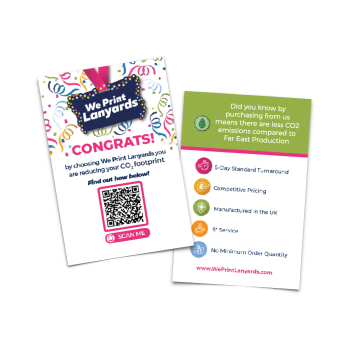 We Print
Lanyards
CONGRATS!
by choosing We Print Lanyards you
are reducing your CO₂ footprint
Find out how below!
SCAN ME
Did you know by
purchasing from us
means there are less CO2
emissions compared to
Far East Production
5-Day Standard Turnaround
Competitive Pricing
Manufactured in the UK
5* Service
No Minimum Order Quantity
www.WePrintLanyards.com